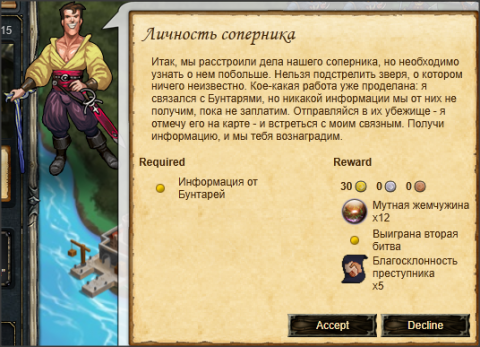 15
Личность соперника
Итак, мы расстроили дела нашего соперника, но необходимо
узнать о нем побольше. Нельзя подстрелить зверя, о котором
ничего неизвестно. Кое-какая работа уже проделана: я
связался с Бунтарями, но никакой информации мы от них не
получим, пока не заплатим. Отправляйся в их убежище - я
отмечу его на карте - и встреться с моим связным. Получи
информацию, и мы тебя вознаградим.
Required
Информация от
Бунтарей
Reward
30 0 0
Мутная жемчужина
x12
Выиграна вторая
битва
Благосклонность
преступника
x5
Accept Decline